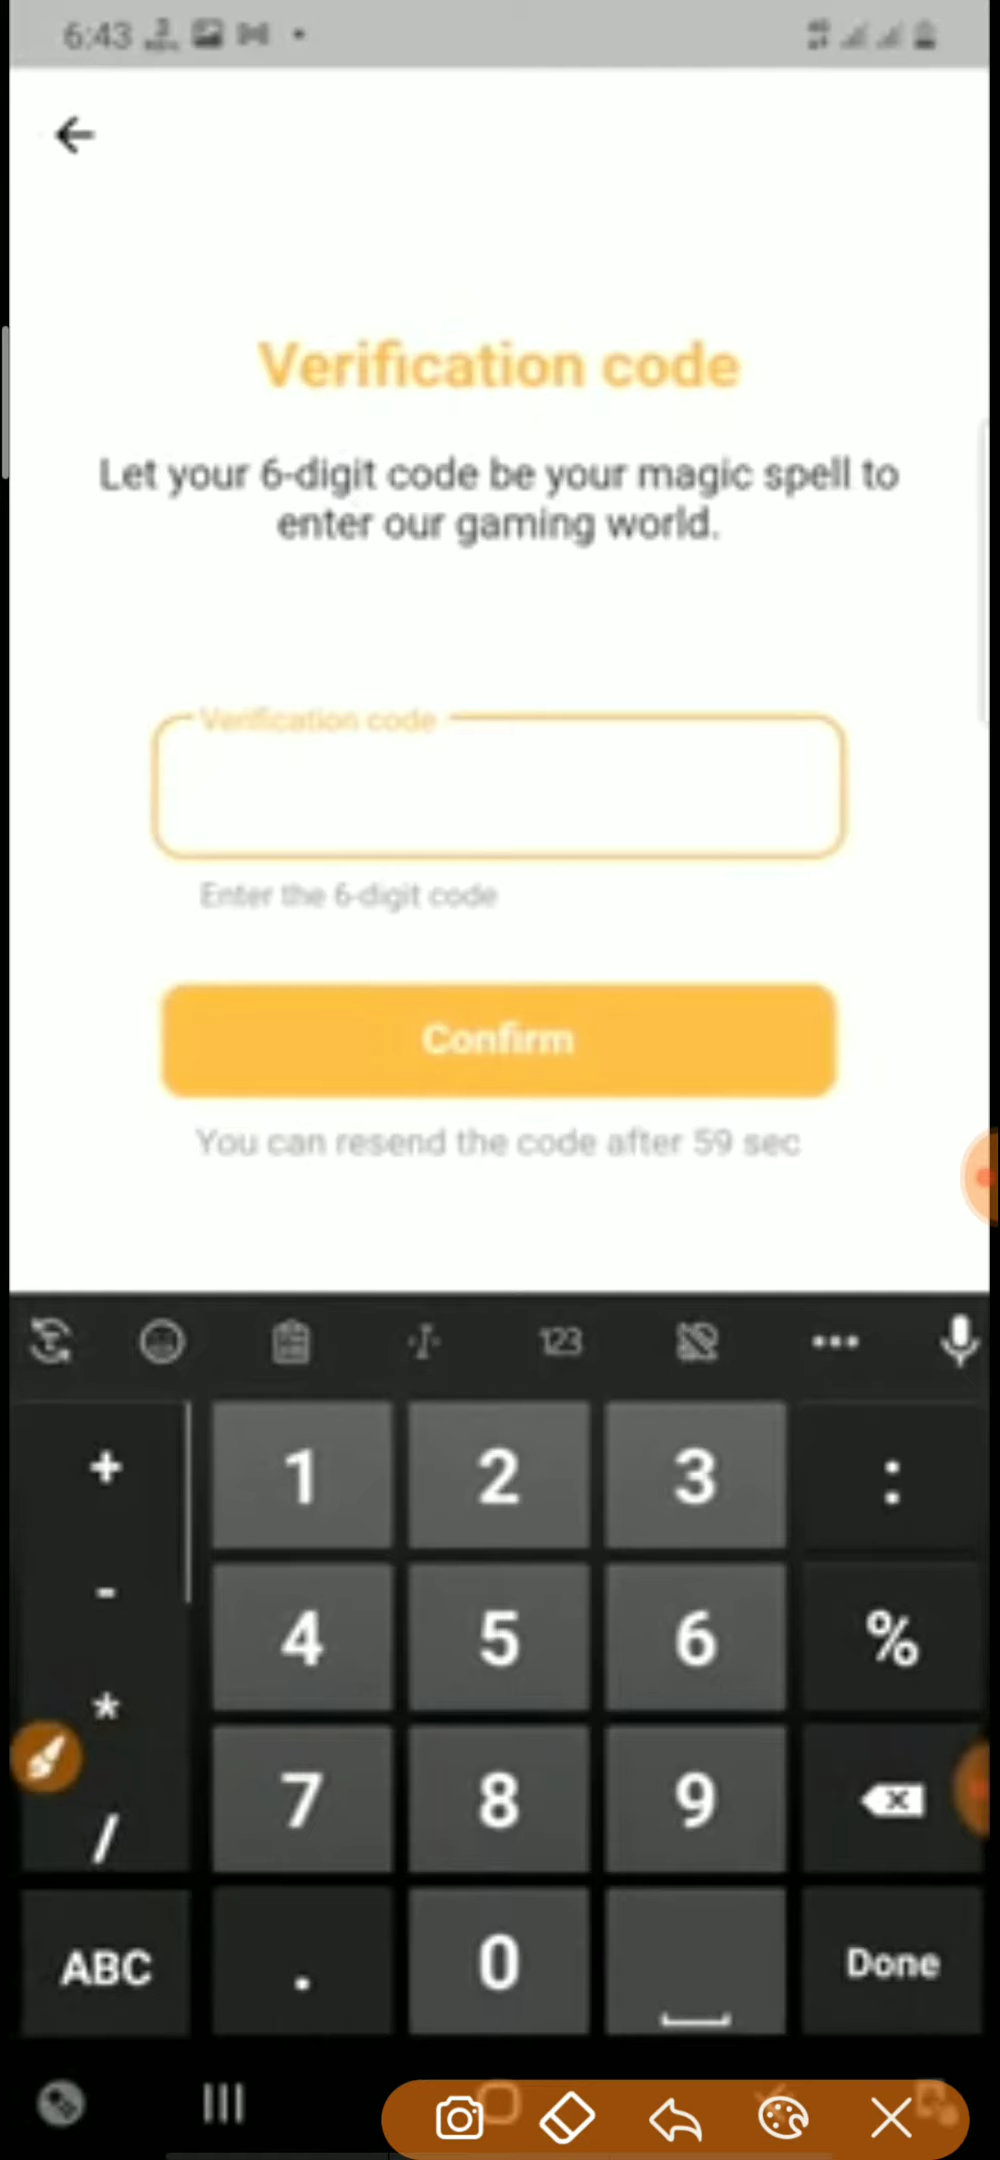 6:43
Verification code
Let your 6-digit code be your magic spell to
enter our gaming world.
Verification code
Enter the 6-digit code
Confirm
You can resend the code after 59 sec
123
+ 1 2 3 :
- 4 5 6 %
*
7 8 9
/
ABC . 0 Done